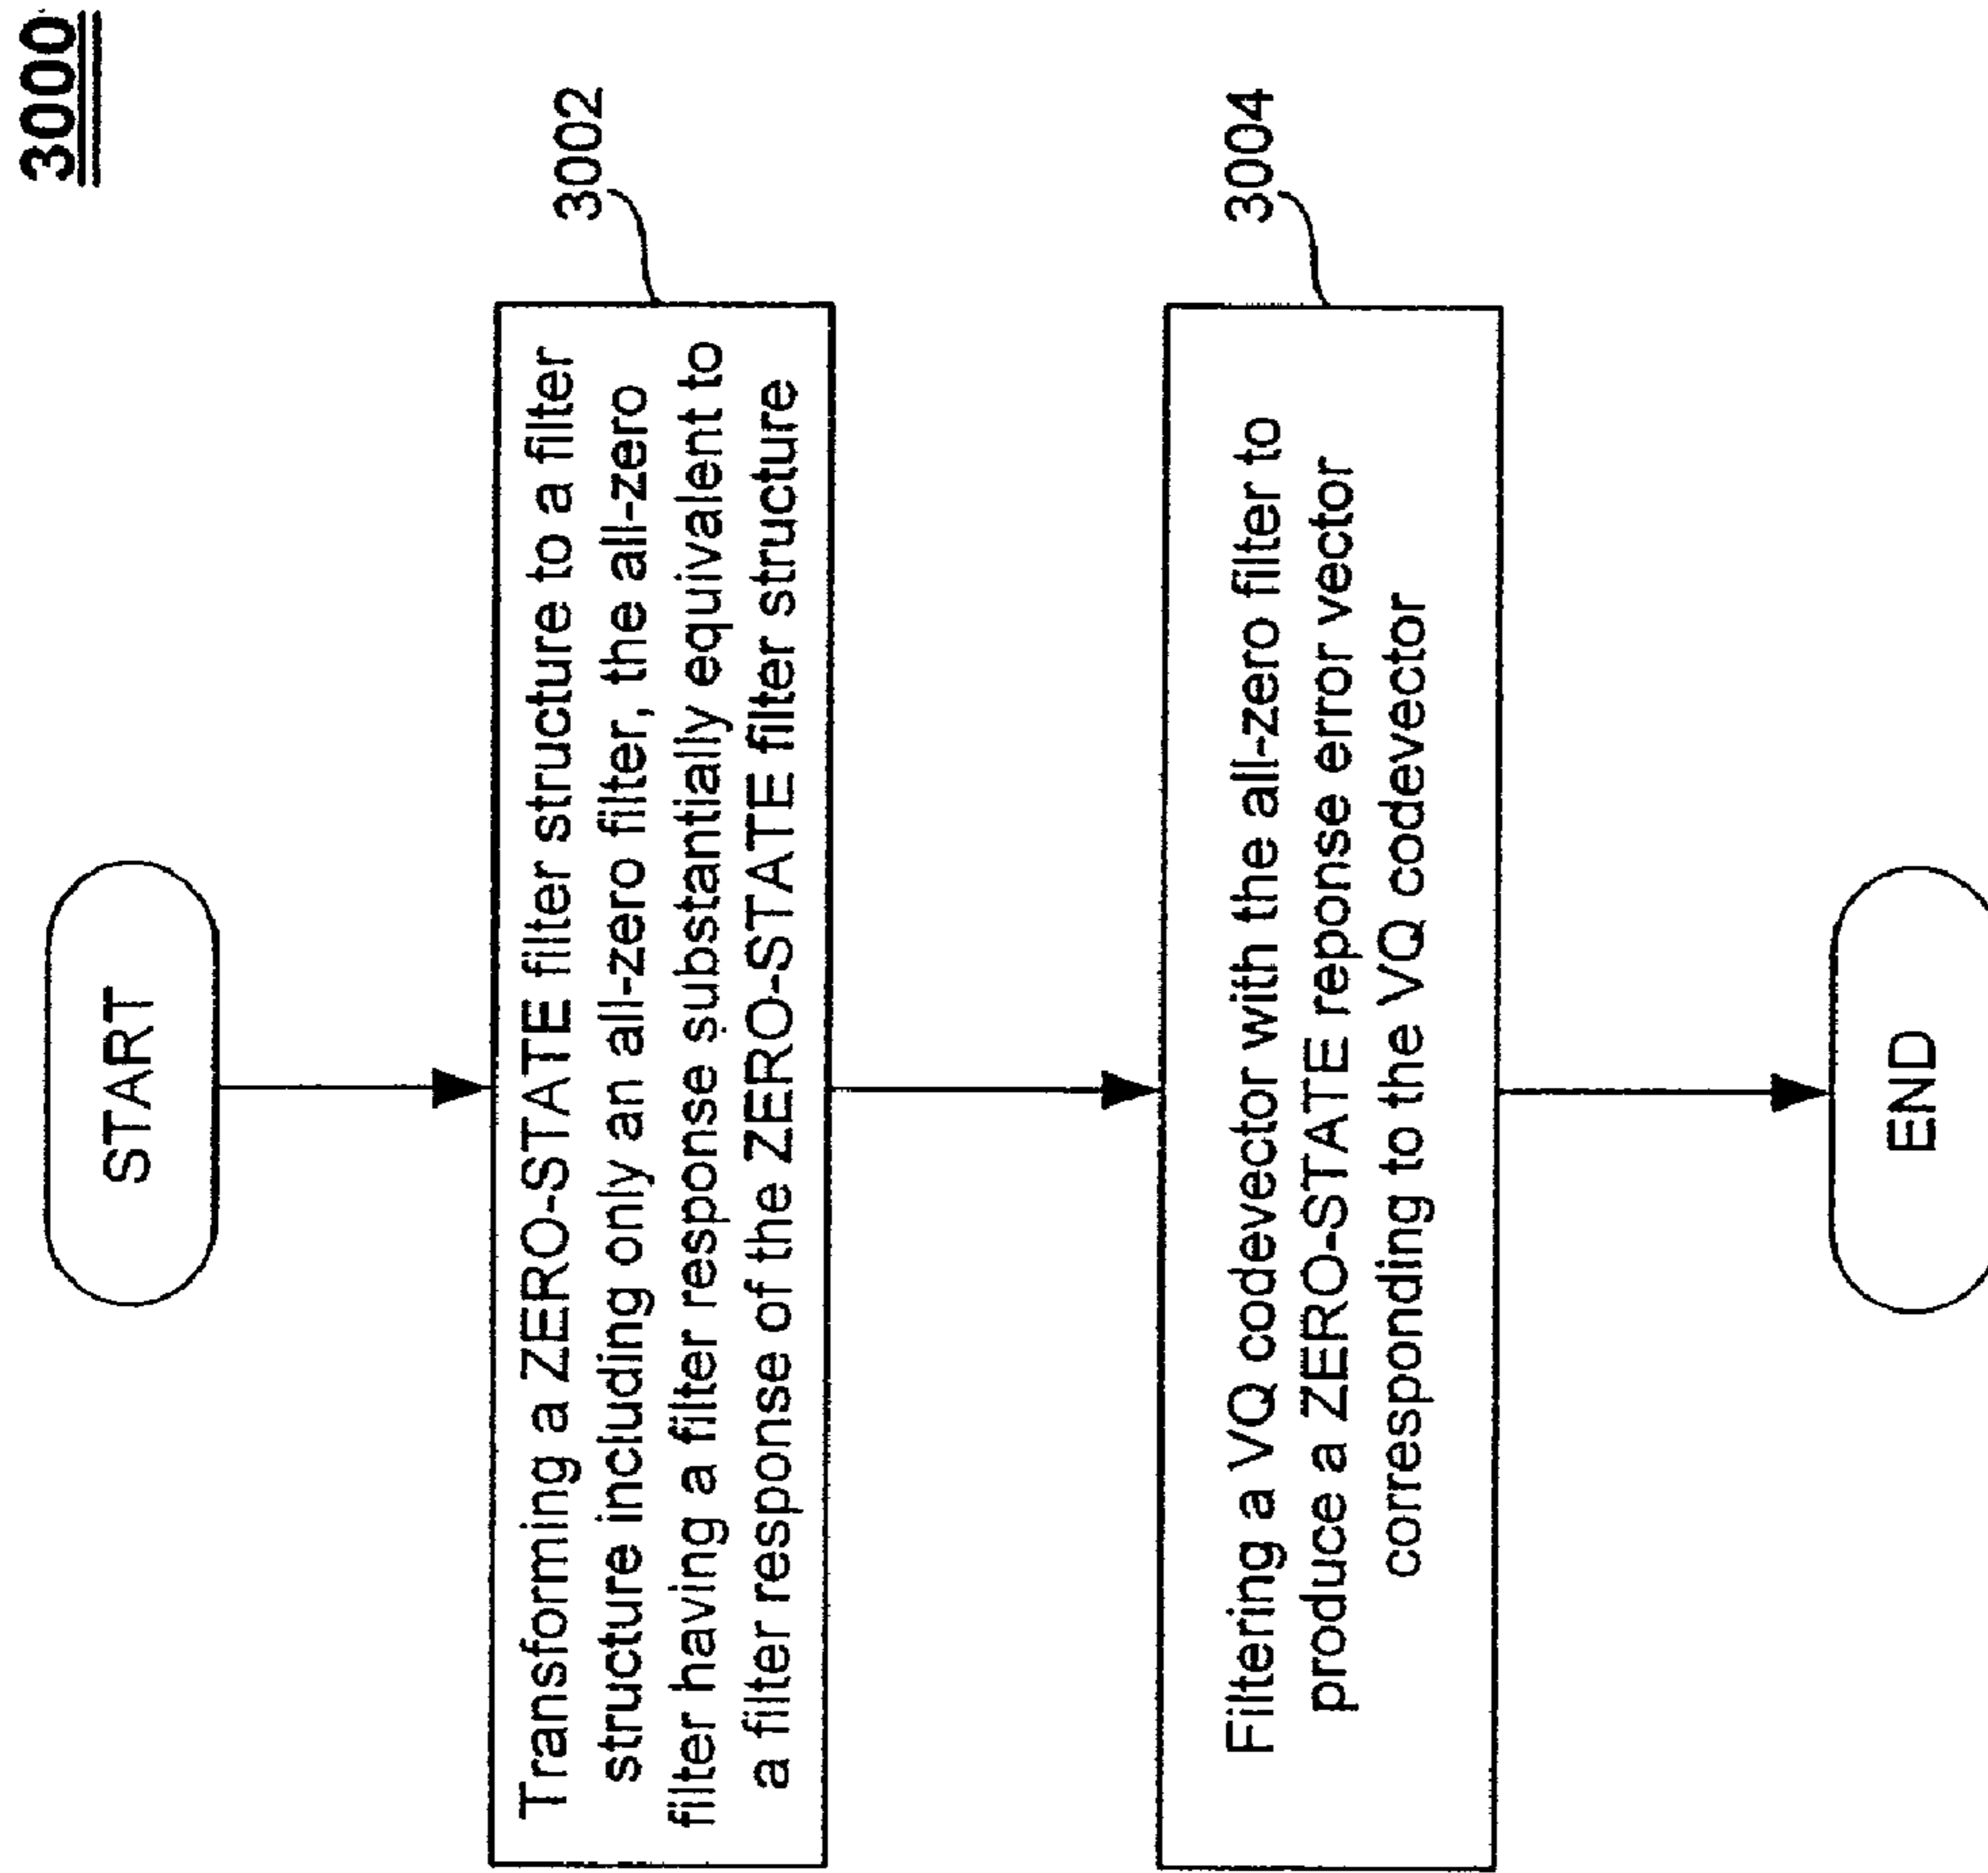 3000
START
Transforming a ZERO-STATE filter structure to a filter
structure including only an all-zero filter, the all-zero
filter having a filter response substantially equivalent to
a filter response of the ZERO-STATE filter structure
3002
Filtering a VQ codevector with the all-zero filter to
produce a ZERO-STATE reponse error vector
corresponding to the VQ codevector
3004
END